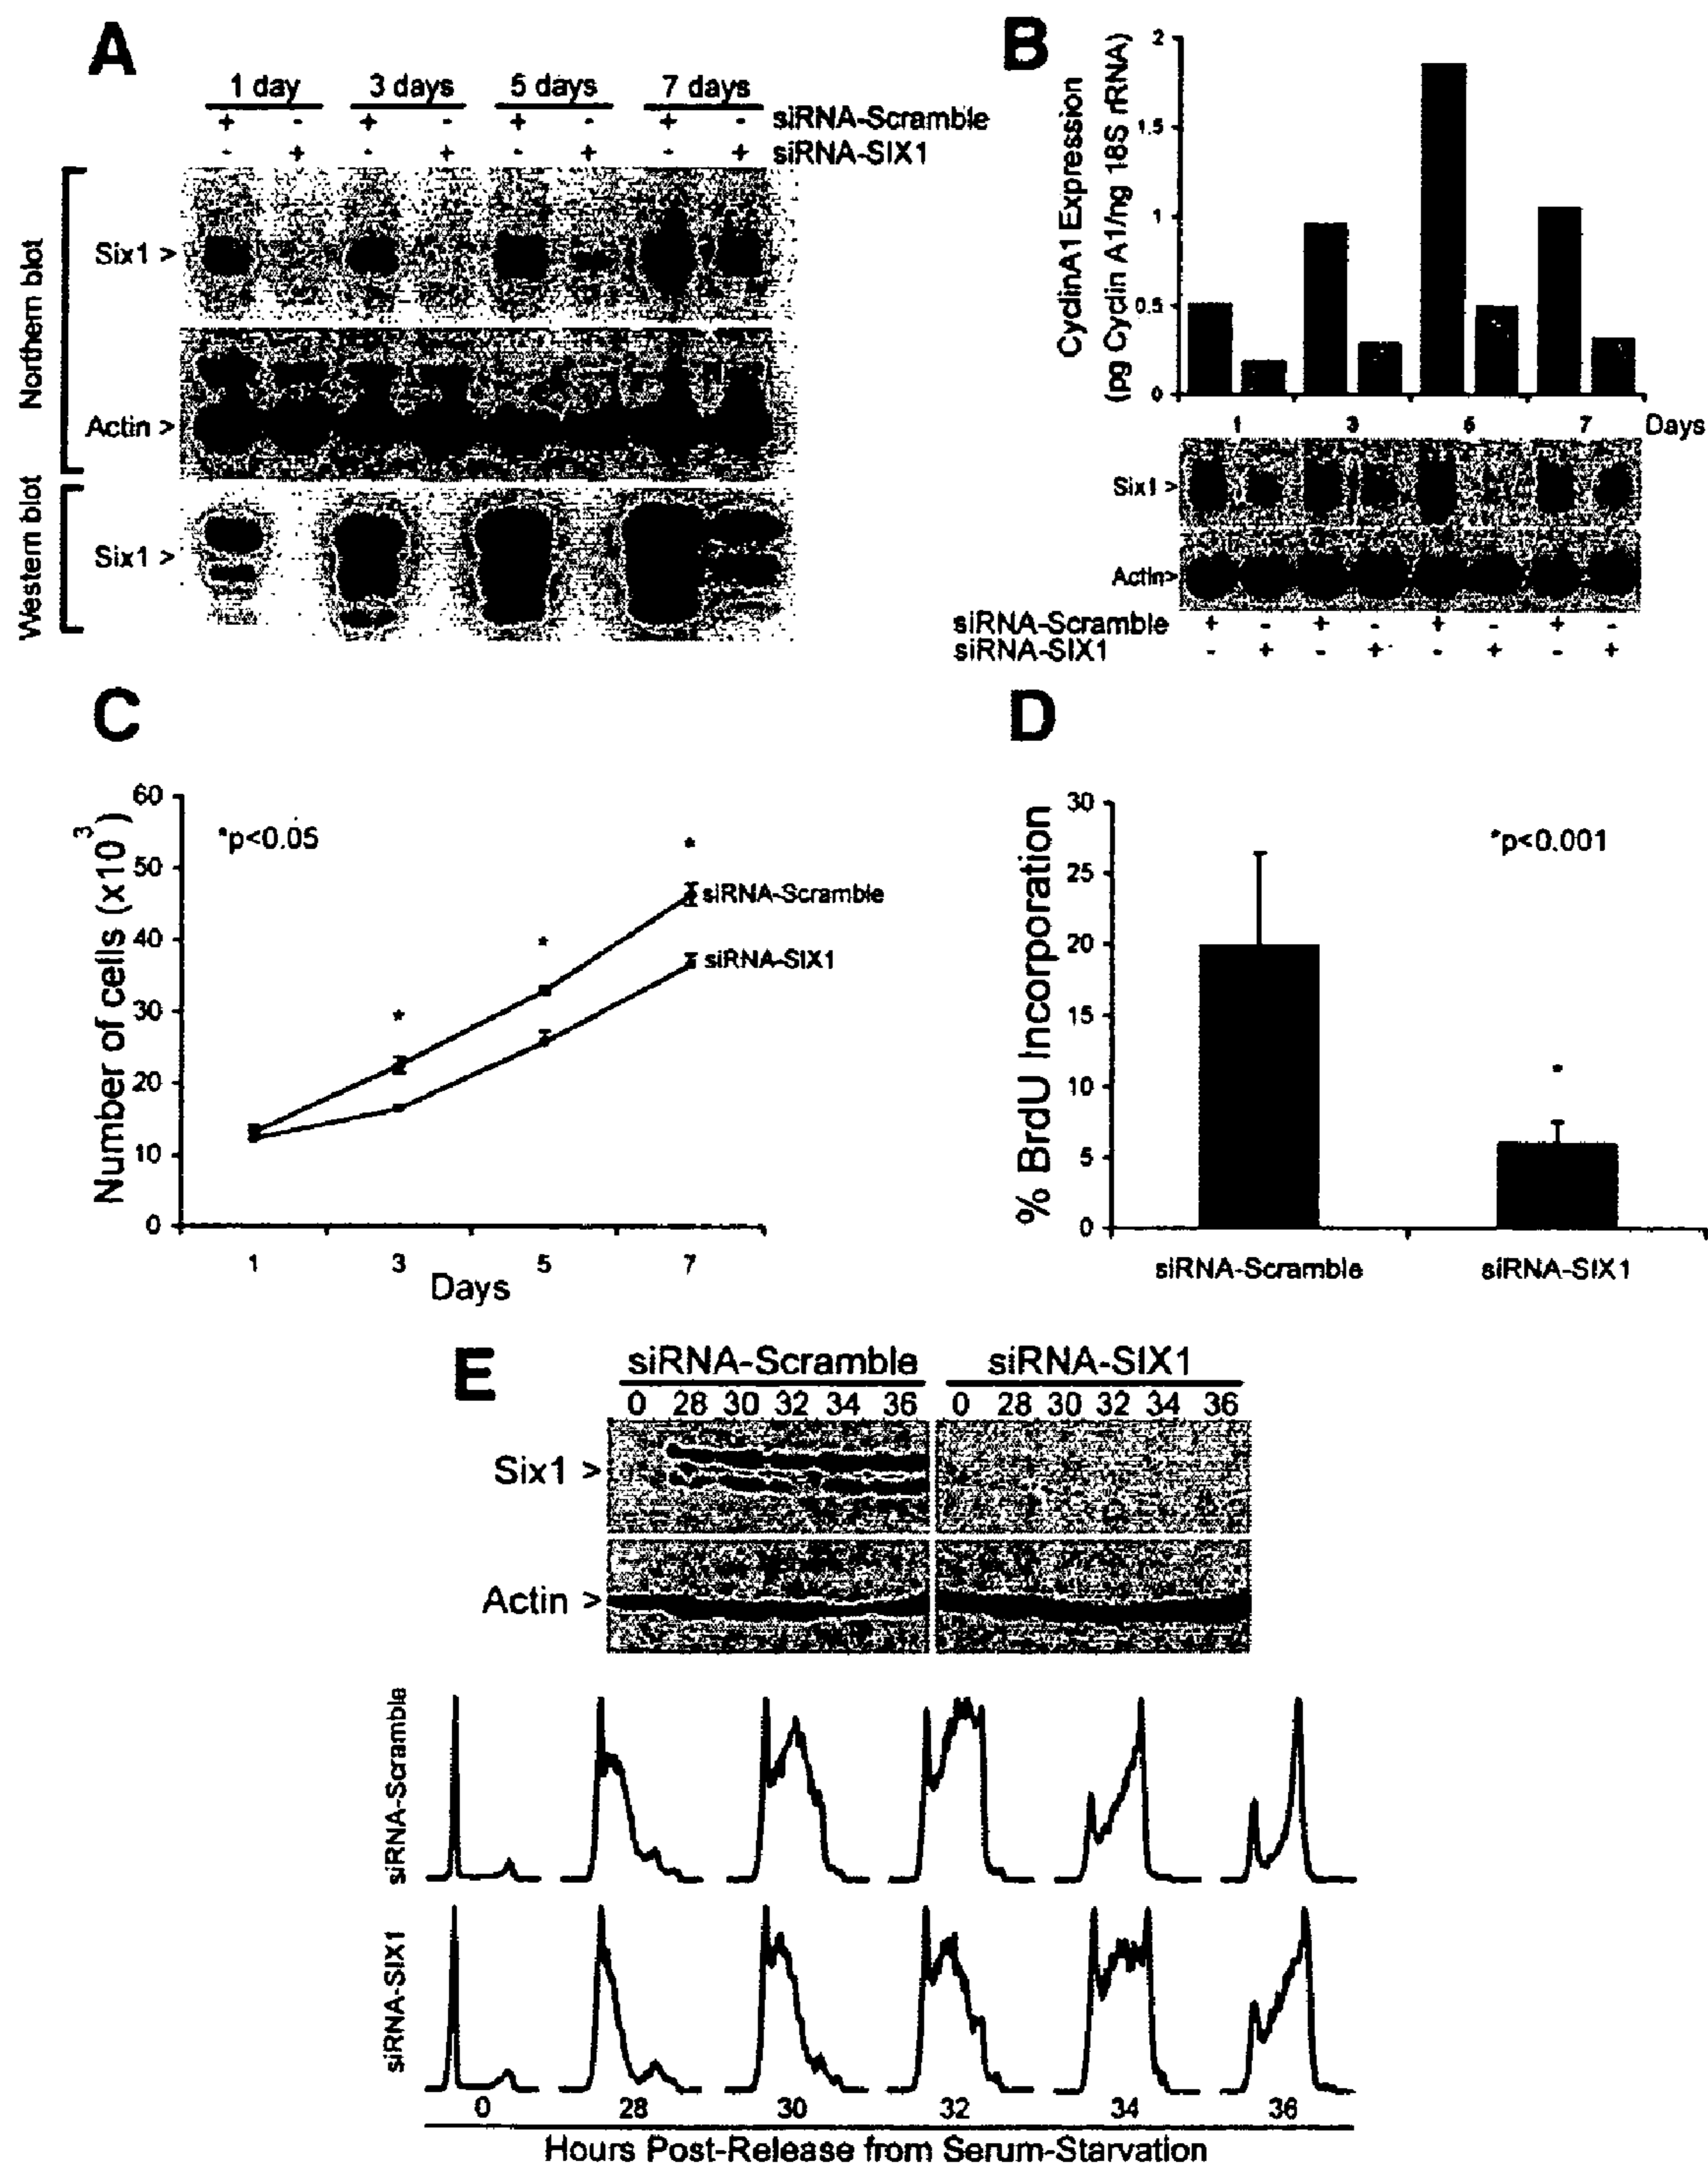 A
1 day 3 days 5 days 7 days
+ - + - + - + - siRNA-Scramble
- + - + - + - + siRNA-SIX1
Northern blot
Six1 >
Actin >
Western blot
Six1 >
B
CyclinA1 Expression
(pg Cyclin A1/ng 18S rRNA)
2
1.5
1
0.5
0
1 3 5 7 Days
Six1 >
Actin>
siRNA-Scramble + - + - + - + -
siRNA-SIX1 - + - + - + - +
C
Number of cells (x10³)
60
50
40
30
20
10
0
*p<0.05
*
*
*
siRNA-Scramble
siRNA-SIX1
1 3 5 7
Days
D
% BrdU Incorporation
30
25
20
15
10
5
0
*p<0.001
*
siRNA-Scramble siRNA-SIX1
E
siRNA-Scramble siRNA-SIX1
0 28 30 32 34 36 0 28 30 32 34 36
Six1 >
Actin >
siRNA-Scramble
siRNA-SIX1
0 28 30 32 34 36
Hours Post-Release from Serum-Starvation